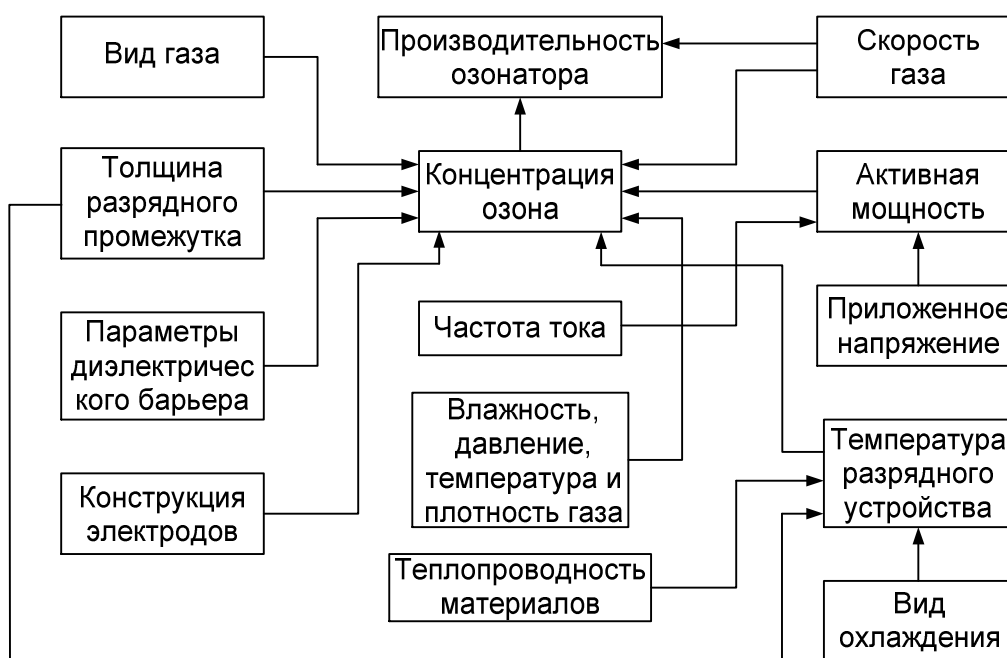 Вид газа
Производительность
озонатора
Скорость
газа
Толщина
разрядного
промежутка
Концентрация
озона
Активная
мощность
Частота тока
Приложенное
напряжение
Параметры
диэлектричес
кого барьера
Влажность,
давление,
температура и
плотность газа
Температура
разрядного
устройства
Конструкция
электродов
Теплопроводность
материалов
Вид
охлаждения